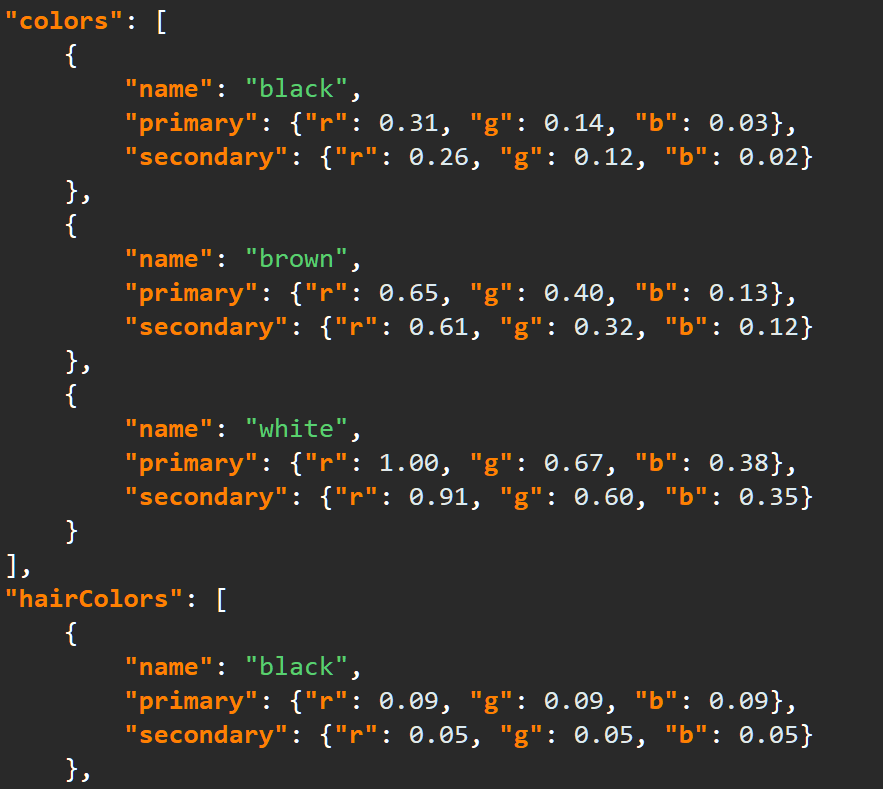 "colors": [
    {
        "name": "black",
        "primary": {"r": 0.31, "g": 0.14, "b": 0.03},
        "secondary": {"r": 0.26, "g": 0.12, "b": 0.02}
    },
    {
        "name": "brown",
        "primary": {"r": 0.65, "g": 0.40, "b": 0.13},
        "secondary": {"r": 0.61, "g": 0.32, "b": 0.12}
    },
    {
        "name": "white",
        "primary": {"r": 1.00, "g": 0.67, "b": 0.38},
        "secondary": {"r": 0.91, "g": 0.60, "b": 0.35}
    }
],
"hairColors": [
    {
        "name": "black",
        "primary": {"r": 0.09, "g": 0.09, "b": 0.09},
        "secondary": {"r": 0.05, "g": 0.05, "b": 0.05}
    },